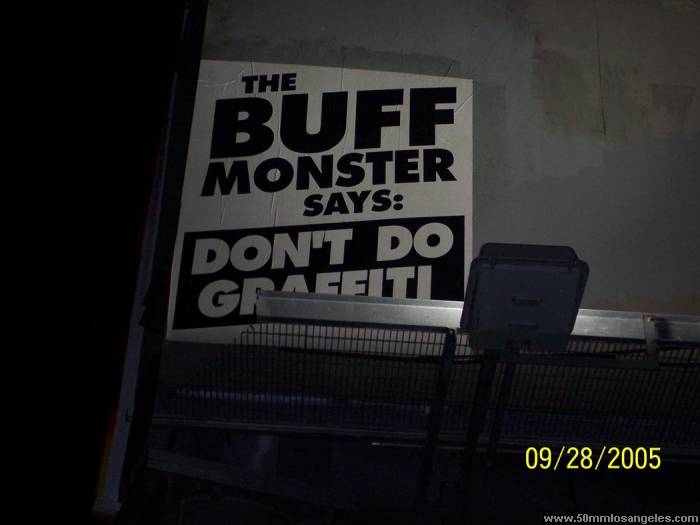 THE
BUFF
MONSTER
SAYS:
DON'T DO
GRAFFITI
09/28/2005
www.50mmlosangeles.com